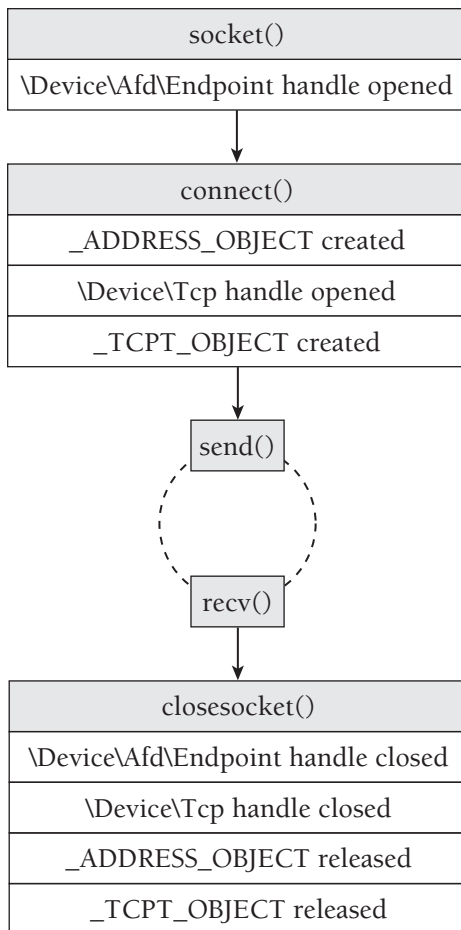 socket()
\Device\Afd\Endpoint handle opened
connect()
_ADDRESS_OBJECT created
\Device\Tcp handle opened
_TCPT_OBJECT created
send()
recv()
closesocket()
\Device\Afd\Endpoint handle closed
\Device\Tcp handle closed
_ADDRESS_OBJECT released
_TCPT_OBJECT released